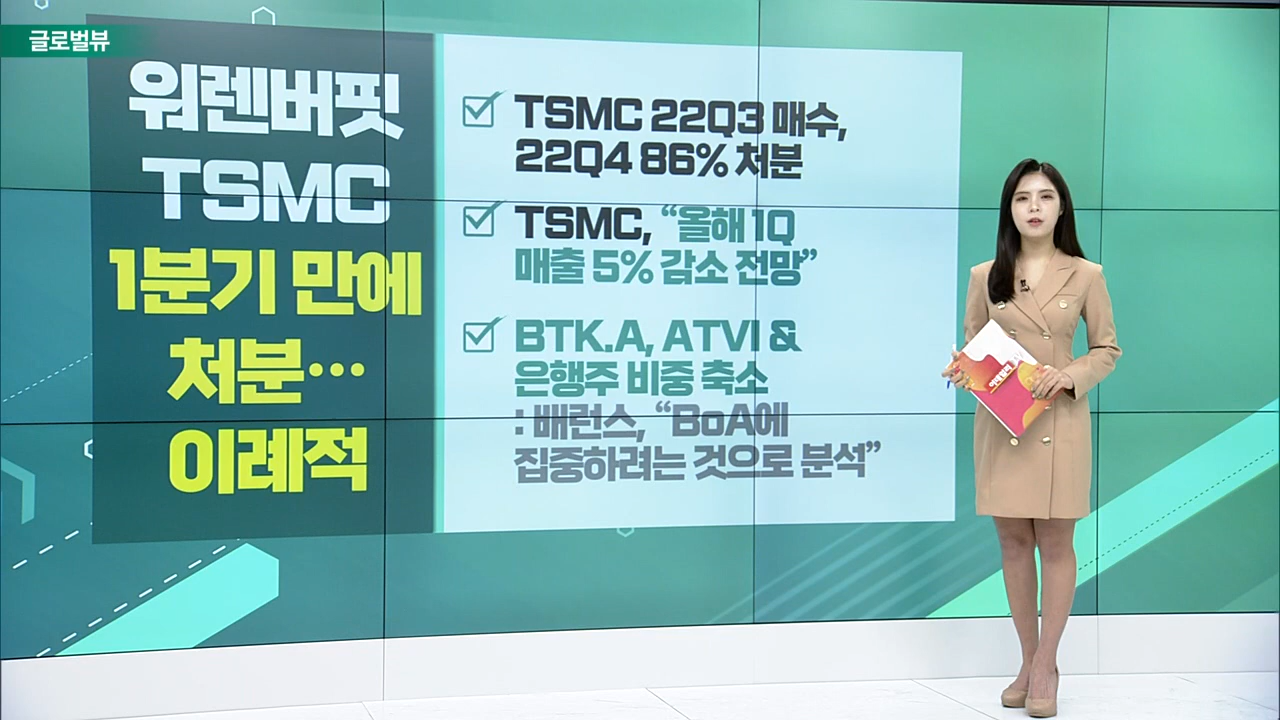 글로벌뷰
워렌버핏
TSMC
1분기 만에
처분…
이례적
TSMC 22Q3 매수,
22Q4 86% 처분
TSMC, “올해 1Q
매출 5% 감소 전망”
BTK.A, ATVI &
은행주 비중 축소
: 배런스, “BoA에
집중하려는 것으로 분석”